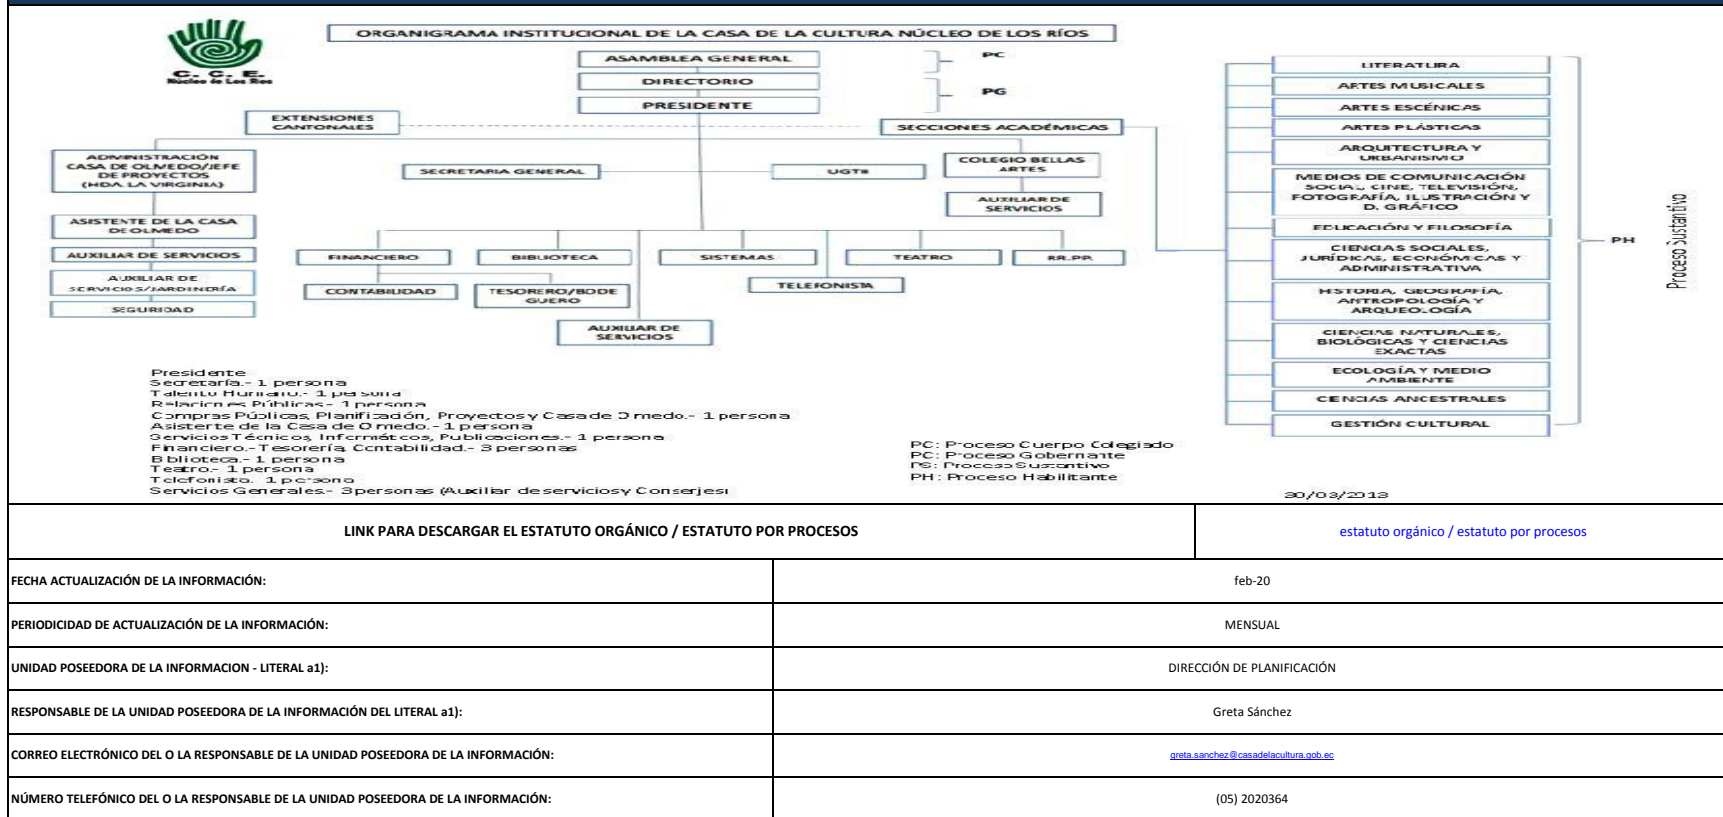 ORGANIGRAMA INSTITUCIONAL DE LA CASA DE LA CULTURA NÚCLEO DE LOS RÍOS
C. C. E.
Núcleo de Los Ríos
ASAMBLEA GENERAL
PC
DIRECTORIO
PG
PRESIDENTE
EXTENSIONES
CANTONALES
SECCIONES ACADÉMICAS
ADMINISTRACIÓN
CASA DE OLMEDO/JEFE
DE PROYECTOS
(HDA. LA VIRGINIA)
SECRETARIA GENERAL
UGTH
COLEGIO BELLAS
ARTES
AUXILIAR DE
SERVICIOS
ASISTENTE DE LA CASA
DE OLMEDO
AUXILIAR DE SERVICIOS
AUXILIAR DE
SERVICIOS/JARDINERÍA
SEGURIDAD
FINANCIERO
BIBLIOTECA
SISTEMAS
TEATRO
RR.PP.
CONTABILIDAD
TESORERO/BODE
GUERO
TELEFONISTA
AUXILIAR DE
SERVICIOS
LITERATURA
ARTES MUSICALES
ARTES ESCÉNICAS
ARTES PLÁSTICAS
ARQUITECTURA Y
URBANISMO
MEDIOS DE COMUNICACIÓN
SOCIAL, CINE, TELEVISIÓN,
FOTOGRAFÍA, ILUSTRACIÓN Y
D. GRÁFICO
EDUCACIÓN Y FILOSOFÍA
CIENCIAS SOCIALES,
JURÍDICAS, ECONÓMICAS Y
ADMINISTRATIVA
HISTORIA, GEOGRAFÍA,
ANTROPOLOGÍA Y
ARQUEOLOGÍA
CIENCIAS NATURALES,
BIOLÓGICAS Y CIENCIAS
EXACTAS
ECOLOGÍA Y MEDIO
AMBIENTE
CIENCIAS ANCESTRALES
GESTIÓN CULTURAL
PH
Proceso Sustantivo
Presidente
Secretaría.- 1 persona
Talento Humano.- 1 persona
Relaciones Públicas.- 1 persona
Compras Públicas, Planifización, Proyectos y Casa de Olmedo.- 1 persona
Asistente de la Casa de Olmedo.- 1 persona
Servicios Técnicos, Informáticos, Publicaciones.- 1 persona
Financiero.- Tesorería, Contabilidad.- 3 personas
Biblioteca.- 1 persona
Teatro.- 1 persona
Telefonista.- 1 persona
Servicios Generales.- 3 personas (Auxiliar de servicios y Conserjes)
PC: Proceso Cuerpo Colegiado
PC: Proceso Gobernante
PS: Proceso Sustantivo
PH: Proceso Habilitante
LINK PARA DESCARGAR EL ESTATUTO ORGÁNICO / ESTATUTO POR PROCESOS
estatuto orgánico / estatuto por procesos
FECHA ACTUALIZACIÓN DE LA INFORMACIÓN:
feb-20
PERIODICIDAD DE ACTUALIZACIÓN DE LA INFORMACIÓN:
MENSUAL
UNIDAD POSEEDORA DE LA INFORMACION - LITERAL a1):
DIRECCIÓN DE PLANIFICACIÓN
RESPONSABLE DE LA UNIDAD POSEEDORA DE LA INFORMACIÓN DEL LITERAL a1):
Greta Sánchez
CORREO ELECTRÓNICO DEL O LA RESPONSABLE DE LA UNIDAD POSEEDORA DE LA INFORMACIÓN:
greta.sanchez@casadelacultura.gob.ec
NÚMERO TELEFÓNICO DEL O LA RESPONSABLE DE LA UNIDAD POSEEDORA DE LA INFORMACIÓN:
(05) 2020364